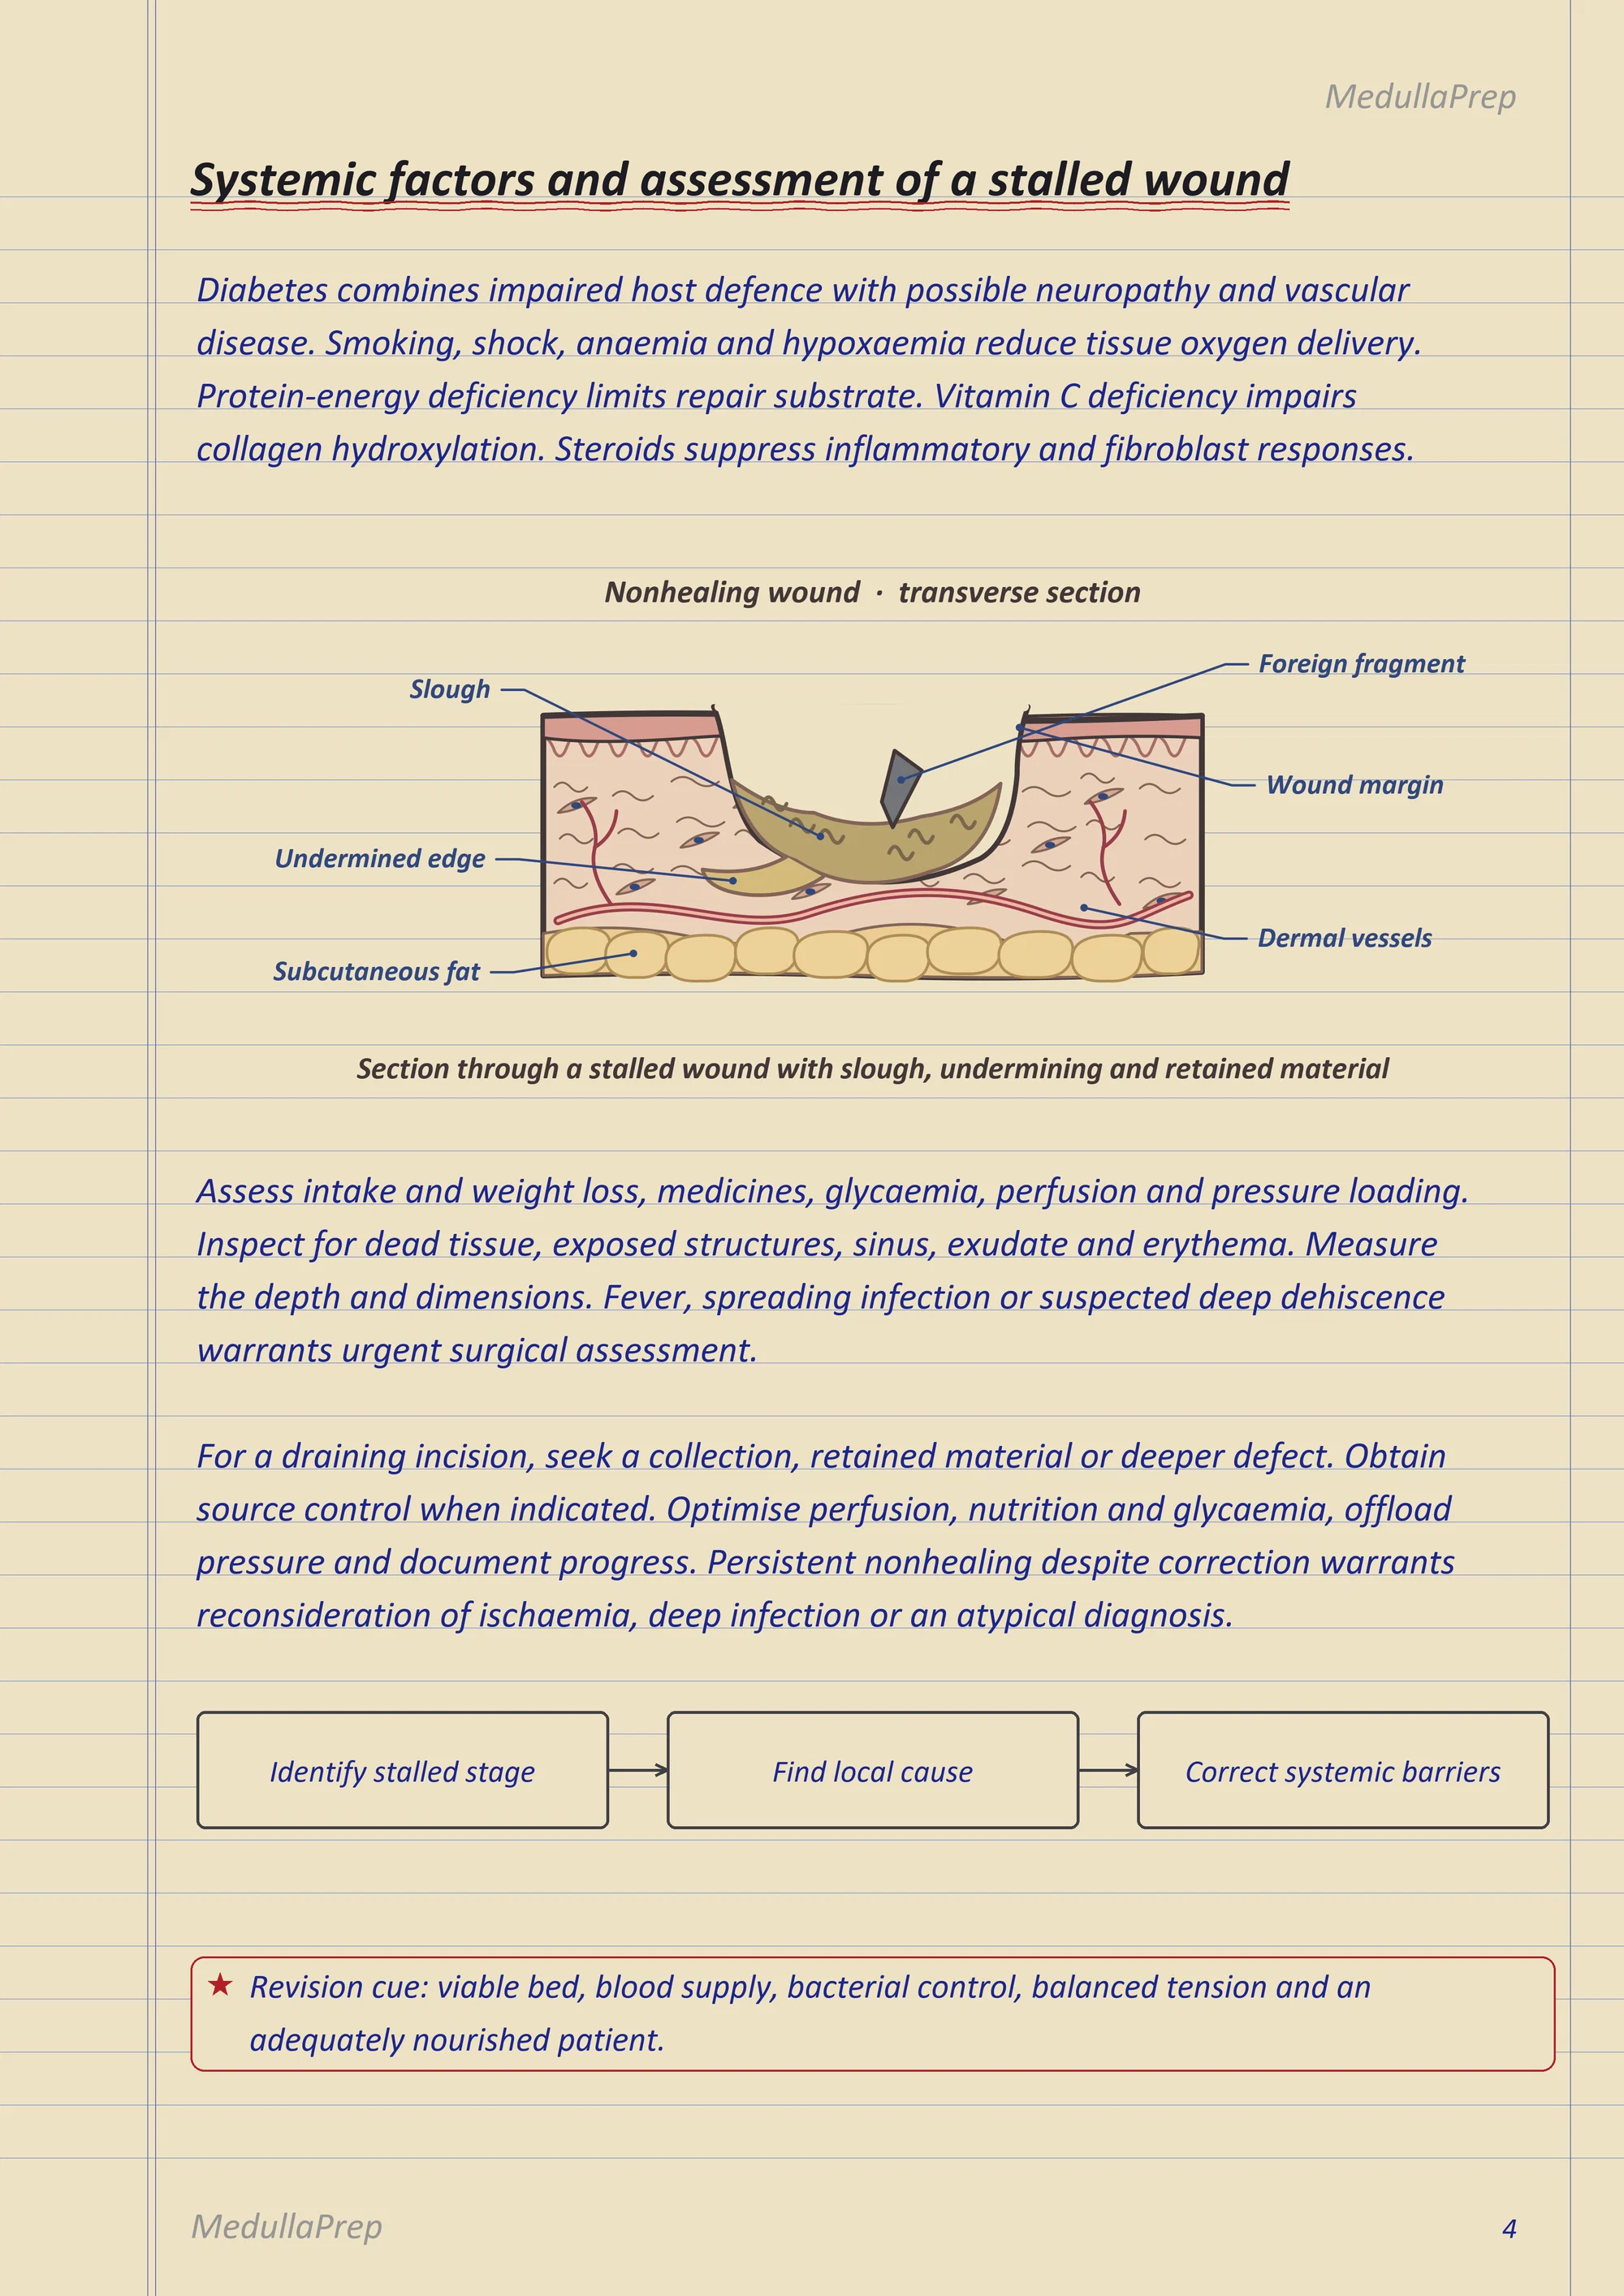 MedullaPrep
Systemic factors and assessment of a stalled wound
Diabetes combines impaired host defence with possible neuropathy and vascular
disease. Smoking, shock, anaemia and hypoxaemia reduce tissue oxygen delivery.
Protein-energy deficiency limits repair substrate. Vitamin C deficiency impairs
collagen hydroxylation. Steroids suppress inflammatory and fibroblast responses.
Nonhealing wound · transverse section
Foreign fragment
Slough
Wound margin
Undermined edge
Dermal vessels
Subcutaneous fat
Section through a stalled wound with slough, undermining and retained material
Assess intake and weight loss, medicines, glycaemia, perfusion and pressure loading.
Inspect for dead tissue, exposed structures, sinus, exudate and erythema. Measure
the depth and dimensions. Fever, spreading infection or suspected deep dehiscence
warrants urgent surgical assessment.
For a draining incision, seek a collection, retained material or deeper defect. Obtain
source control when indicated. Optimise perfusion, nutrition and glycaemia, offload
pressure and document progress. Persistent nonhealing despite correction warrants
reconsideration of ischaemia, deep infection or an atypical diagnosis.
Identify stalled stage
Find local cause
Correct systemic barriers
★ Revision cue: viable bed, blood supply, bacterial control, balanced tension and an
adequately nourished patient.
MedullaPrep
4